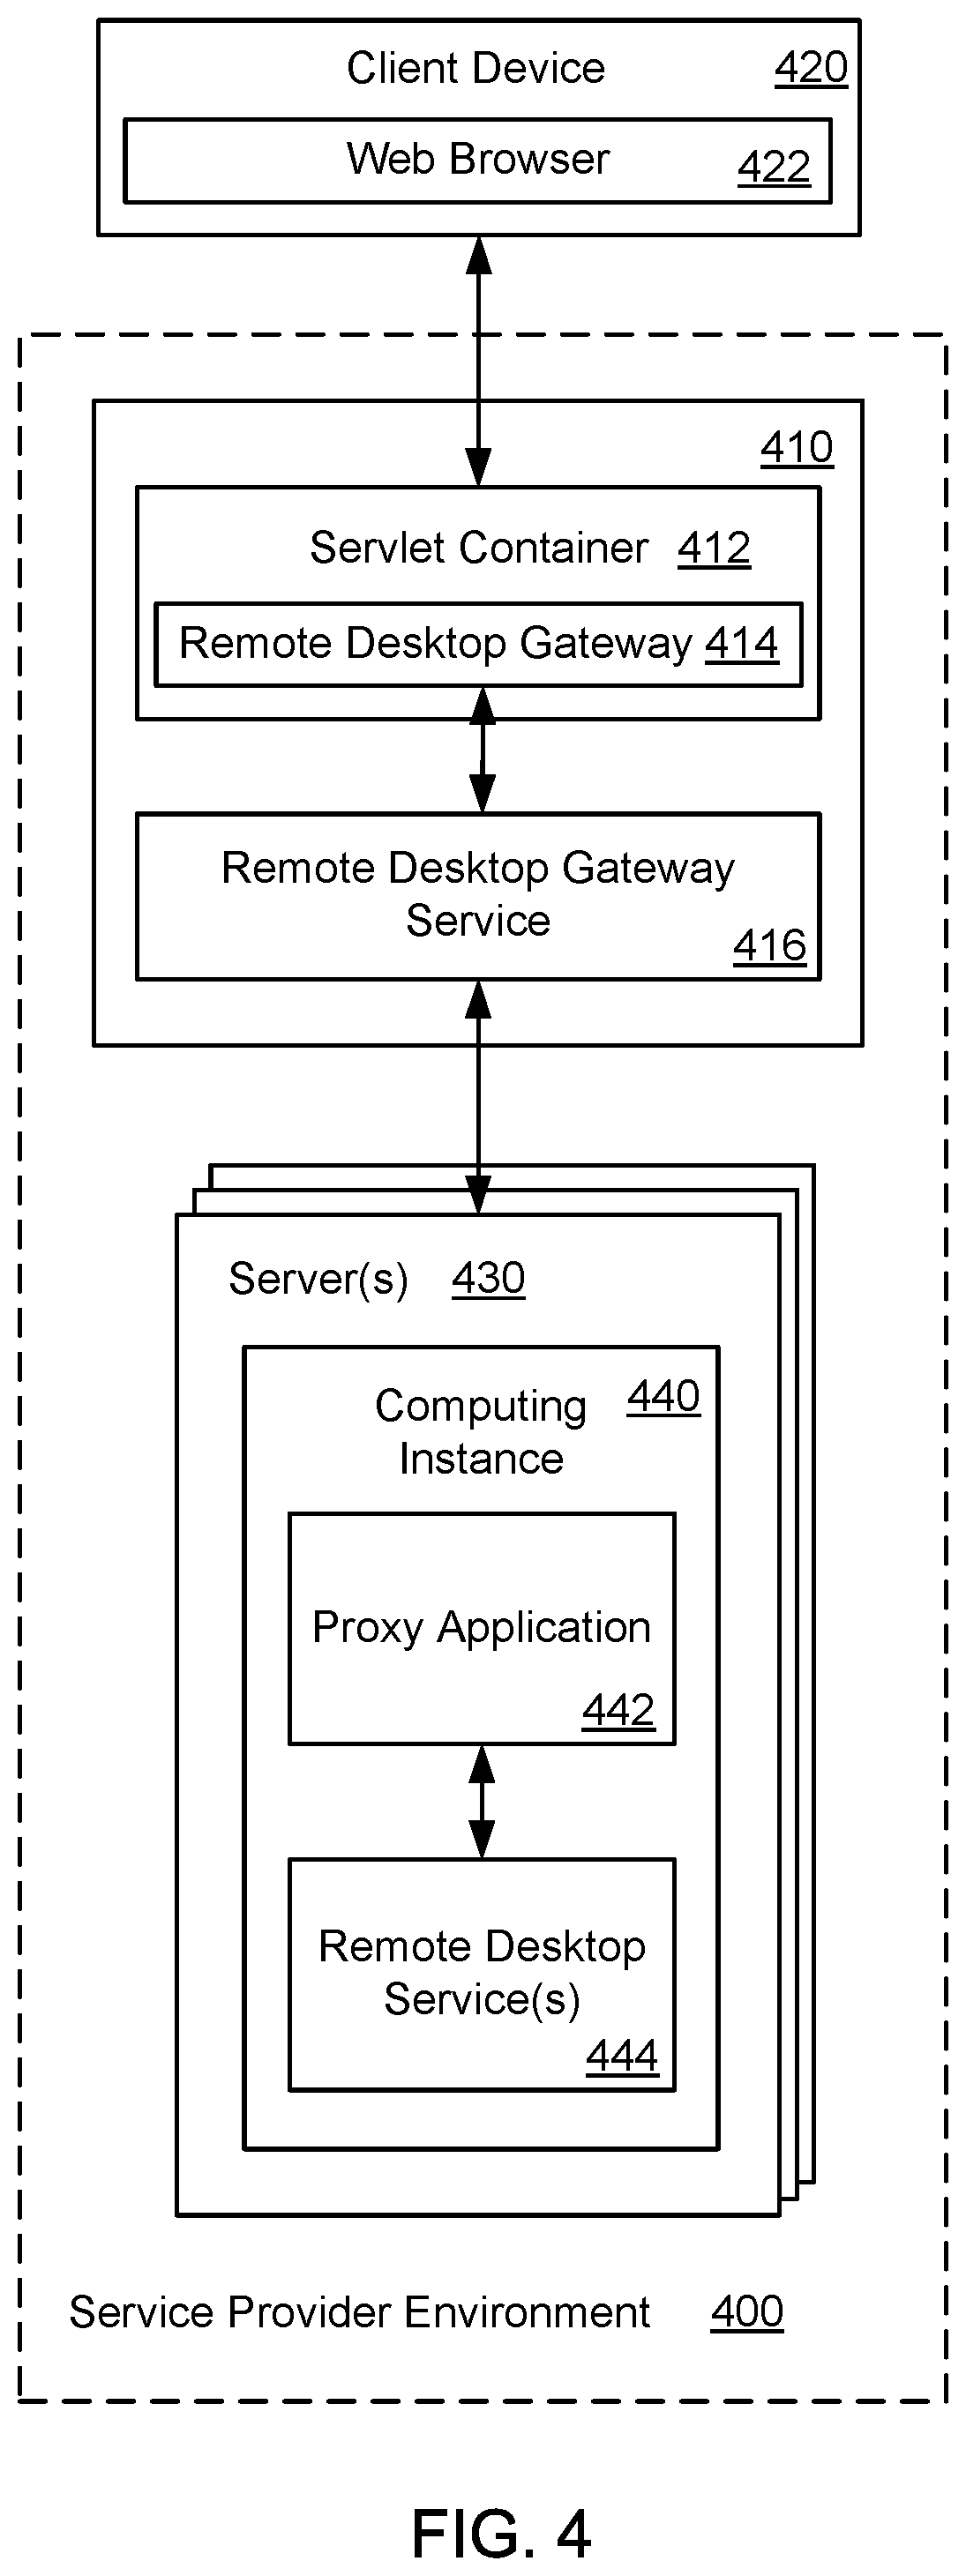 Client Device 420
Web Browser 422
410
Servlet Container 412
Remote Desktop Gateway 414
Remote Desktop Gateway
Service
416
Server(s) 430
Computing 440
Instance
Proxy Application
442
Remote Desktop
Service(s)
444
Service Provider Environment 400
FIG. 4